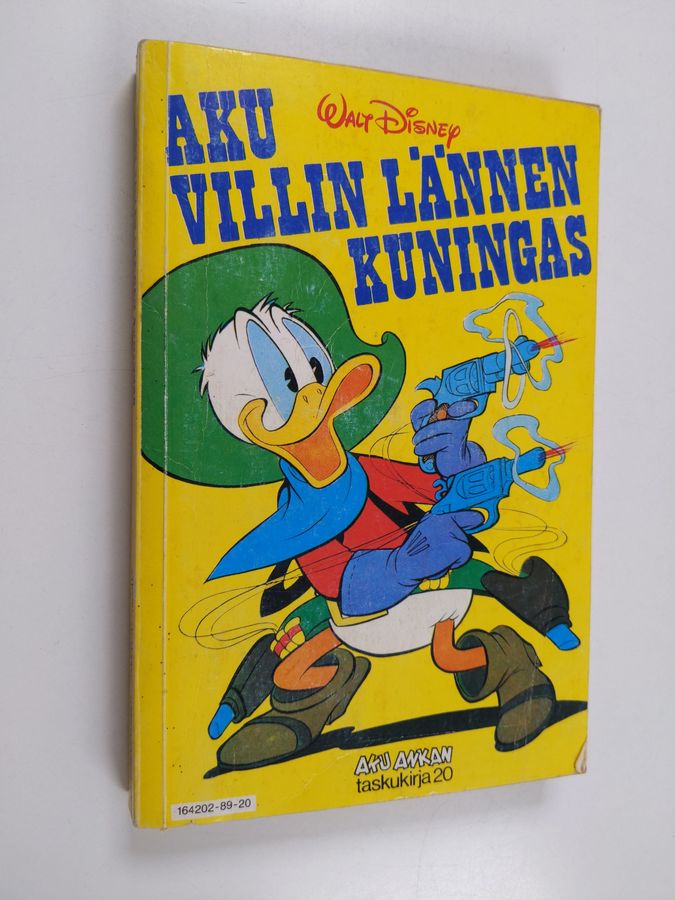 AKU
WALT DISNEY
VILLIN LÄNNEN
KUNINGAS
AKU ANKAN
taskukirja 20
164202-89-20